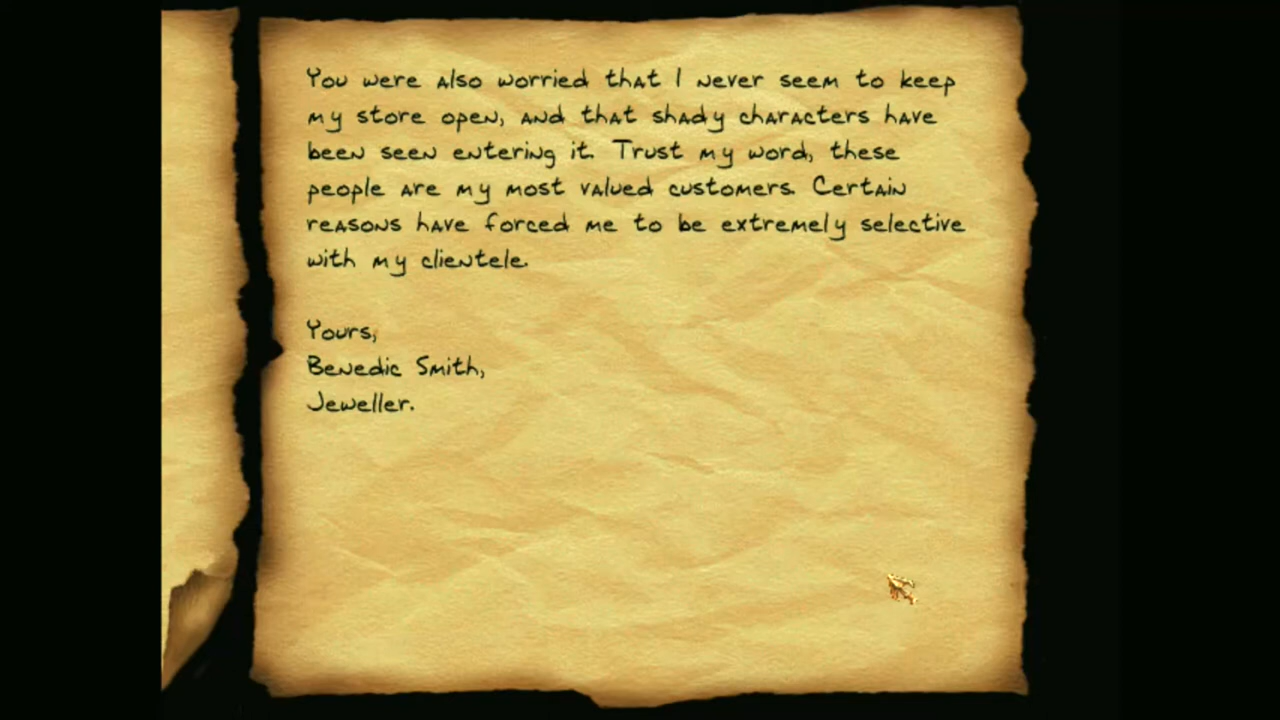 You were also worried that I never seem to keep
my store open, and that shady characters have
been seen entering it. Trust my word, these
people are my most valued customers. Certain
reasons have forced me to be extremely selective
with my clientele.
Yours,
Benedic Smith,
Jeweller.